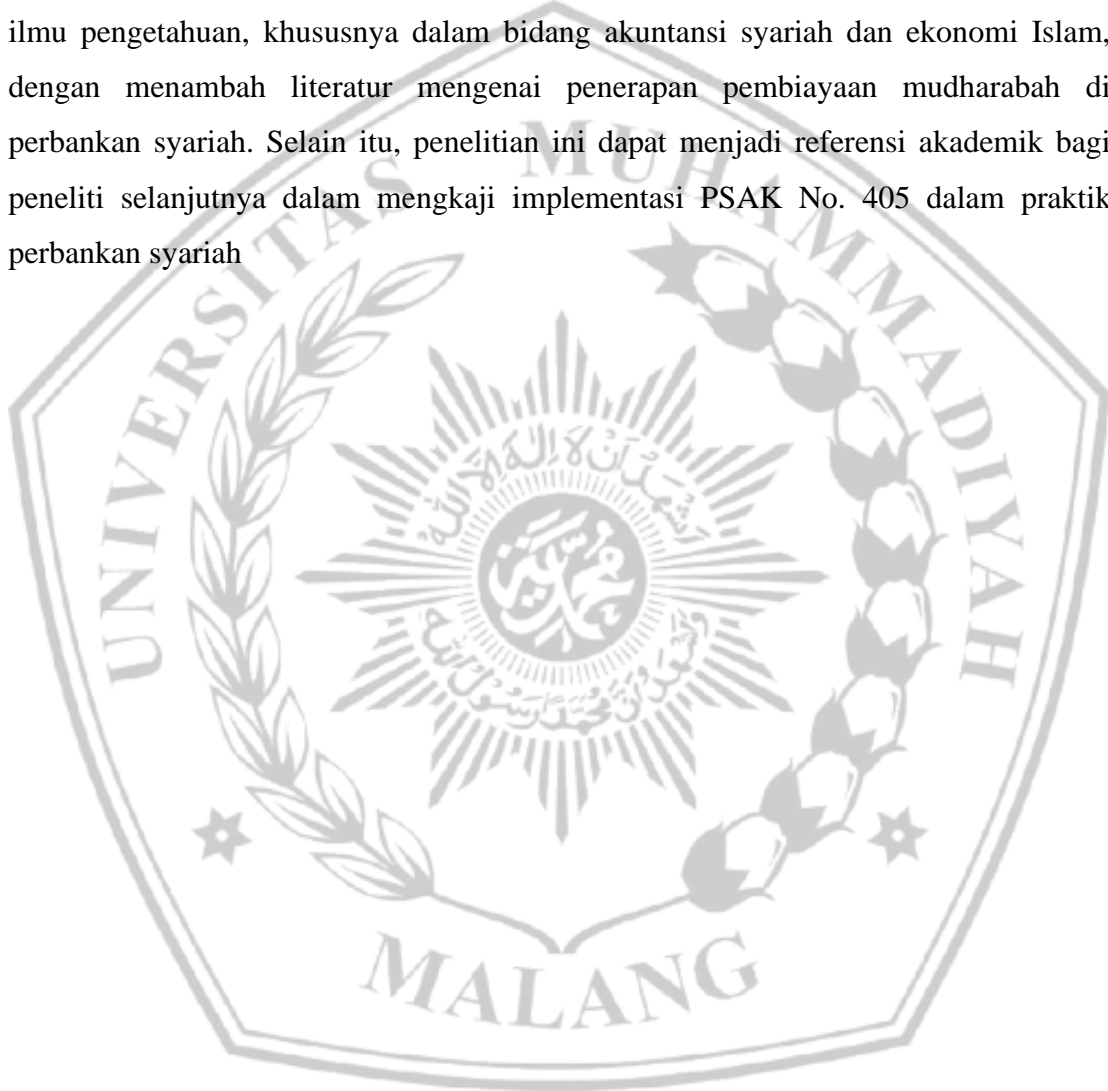 ilmu pengetahuan, khususnya dalam bidang akuntansi syariah dan ekonomi Islam,
dengan menambah literatur mengenai penerapan pembiayaan mudharabah di
perbankan syariah. Selain itu, penelitian ini dapat menjadi referensi akademik bagi
peneliti selanjutnya dalam mengkaji implementasi PSAK No. 405 dalam praktik
perbankan syariah
UNIVERSITAS MUHAMMADIYAH
MALANG